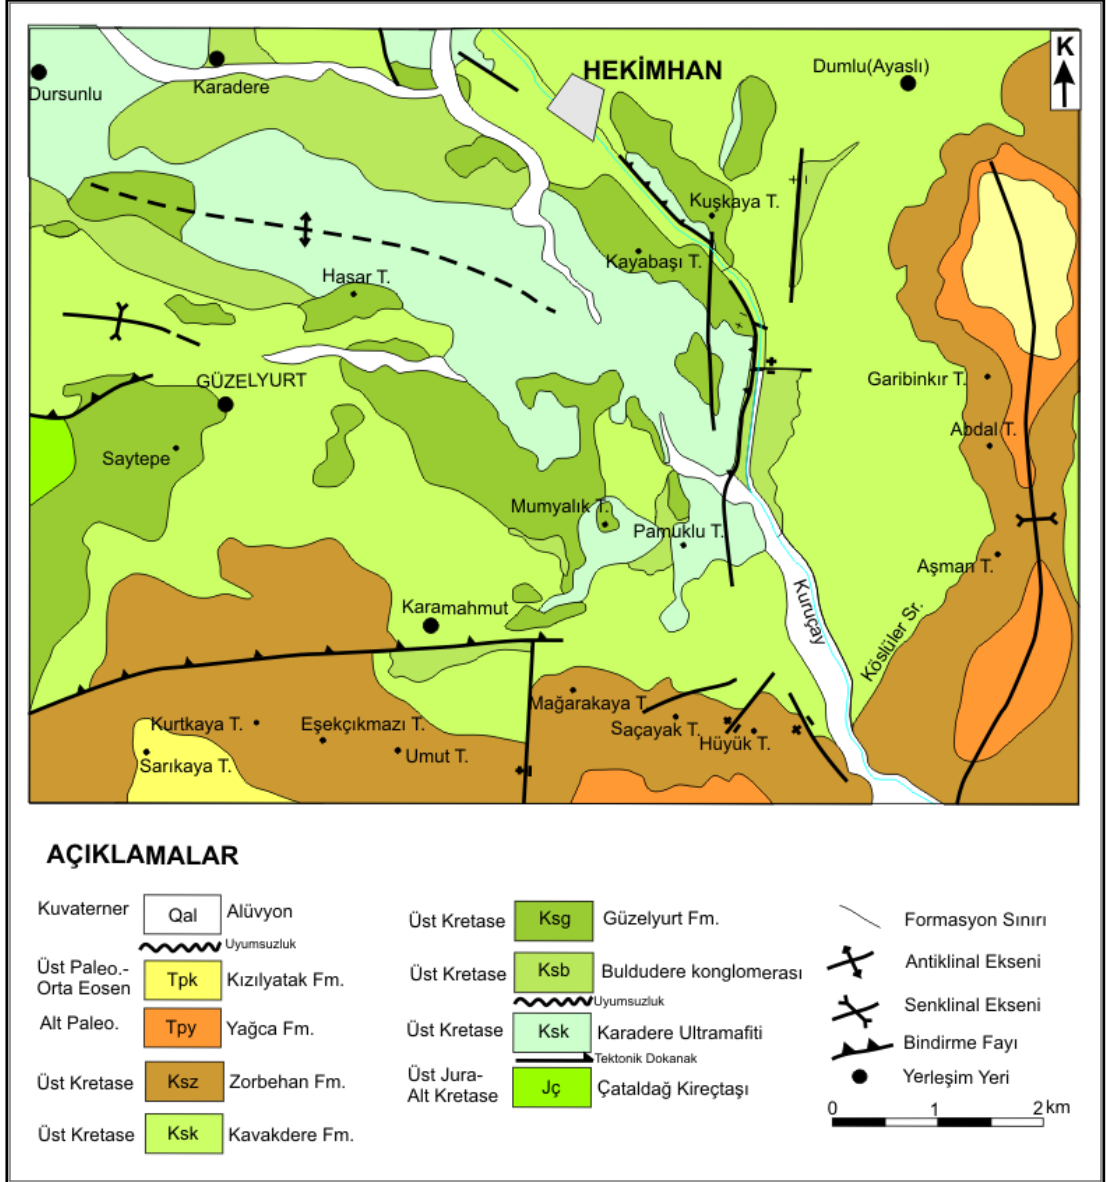 K
HEKİMHAN
Dumlu(Ayaslı)
Dursunlu
Karadere
Kuşkaya T.
Kayabaşı T.
Hasar T.
GÜZELYURT
Garibinkır T.
Abdal T.
Saytepe
Mumyalık T.
Pamuklu T.
Aşman T.
Karamahmut
Kuruçay
Köslüler Sr.
Mağarakaya T.
Kurtkaya T.
Eşekçıkmazı T.
Saçayak T.
Hüyük T.
Umut T.
Sarıkaya T.
AÇIKLAMALAR
Kuvaterner Qal Alüvyon
Uyumsuzluk
Üst Paleo.-
Orta Eosen Tpk Kızılyatak Fm.
Alt Paleo. Tpy Yağca Fm.
Üst Kretase Ksz Zorbehan Fm.
Üst Kretase Ksk Kavakdere Fm.
Üst Kretase Ksg Güzelyurt Fm.
Üst Kretase Ksb Buldudere konglomerası
Uyumsuzluk
Üst Kretase Ksk Karadere Ultramafiti
Tektonik Dokanak
Üst Jura-
Alt Kretase Jç Çataldağ Kireçtaşı
Formasyon Sınırı
Antiklinal Ekseni
Senklinal Ekseni
Bindirme Fayı
Yerleşim Yeri
0 1 2 km